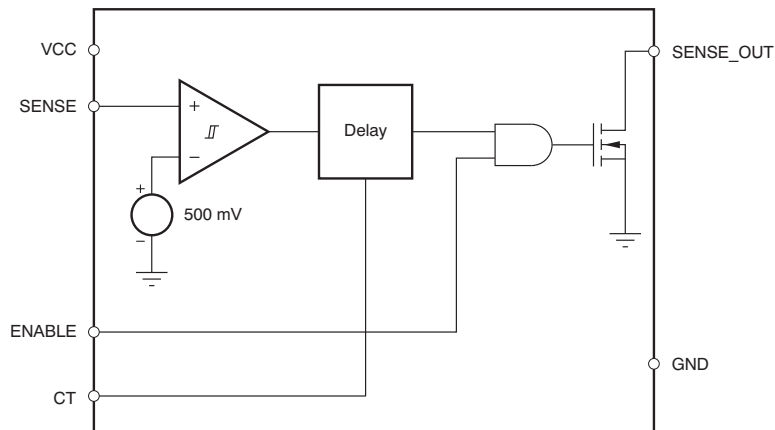 VCC
SENSE_OUT
SENSE
+
Delay
−
+
500 mV
−
ENABLE
GND
CT